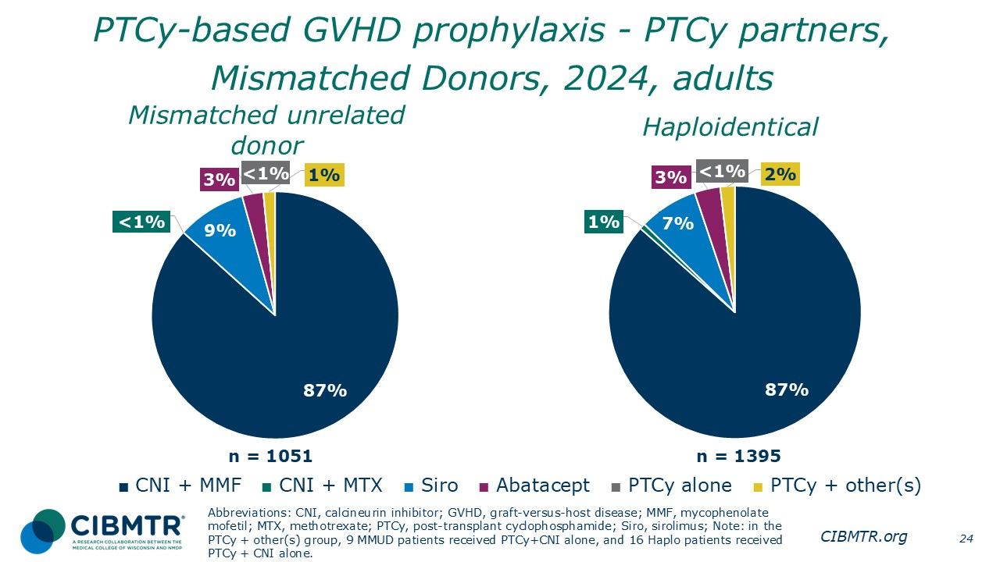 PTCy-based GVHD prophylaxis - PTCy partners,
Mismatched Donors, 2024, adults
Mismatched unrelated
donor
3%
<1%
1%
<1%
9%
87%
n = 1051
Haploidentical
3%
<1%
2%
1%
7%
87%
n = 1395
CNI + MMF CNI + MTX Siro Abatacept PTCy alone PTCy + other(s)
CIBMTR®
A RESEARCH COLLABORATION BETWEEN THE
MEDICAL COLLEGE OF WISCONSIN AND NMDP
Abbreviations: CNI, calcineurin inhibitor; GVHD, graft-versus-host disease; MMF, mycophenolate
mofetil; MTX, methotrexate; PTCy, post-transplant cyclophosphamide; Siro, sirolimus; Note: in the
PTCy + other(s) group, 9 MMUD patients received PTCy+CNI alone, and 16 Haplo patients received
PTCy + CNI alone.
CIBMTR.org
24